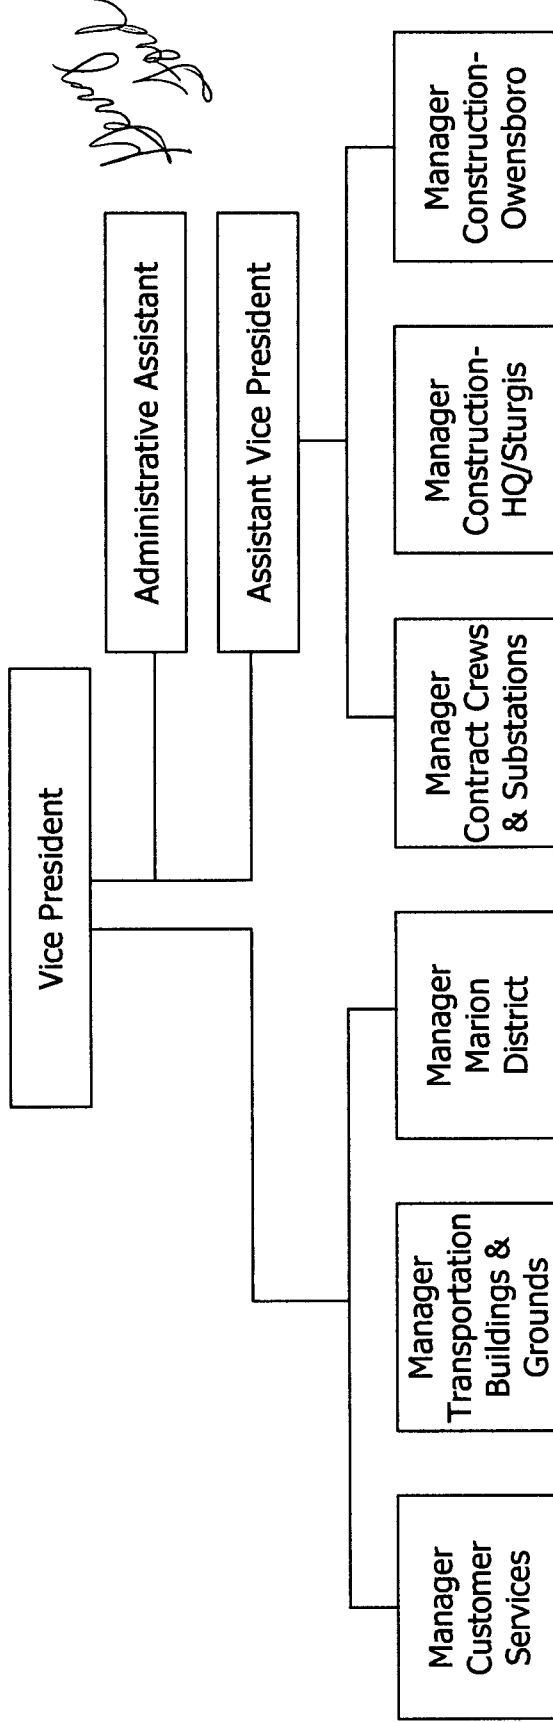 Vice President
Administrative Assistant
Assistant Vice President
Manager
Customer
Services
Manager
Transportation
Buildings &
Grounds
Manager
Marion
District
Manager
Contract Crews
& Substations
Manager
Construction-
HQ/Sturgis
Manager
Construction-
Owensboro